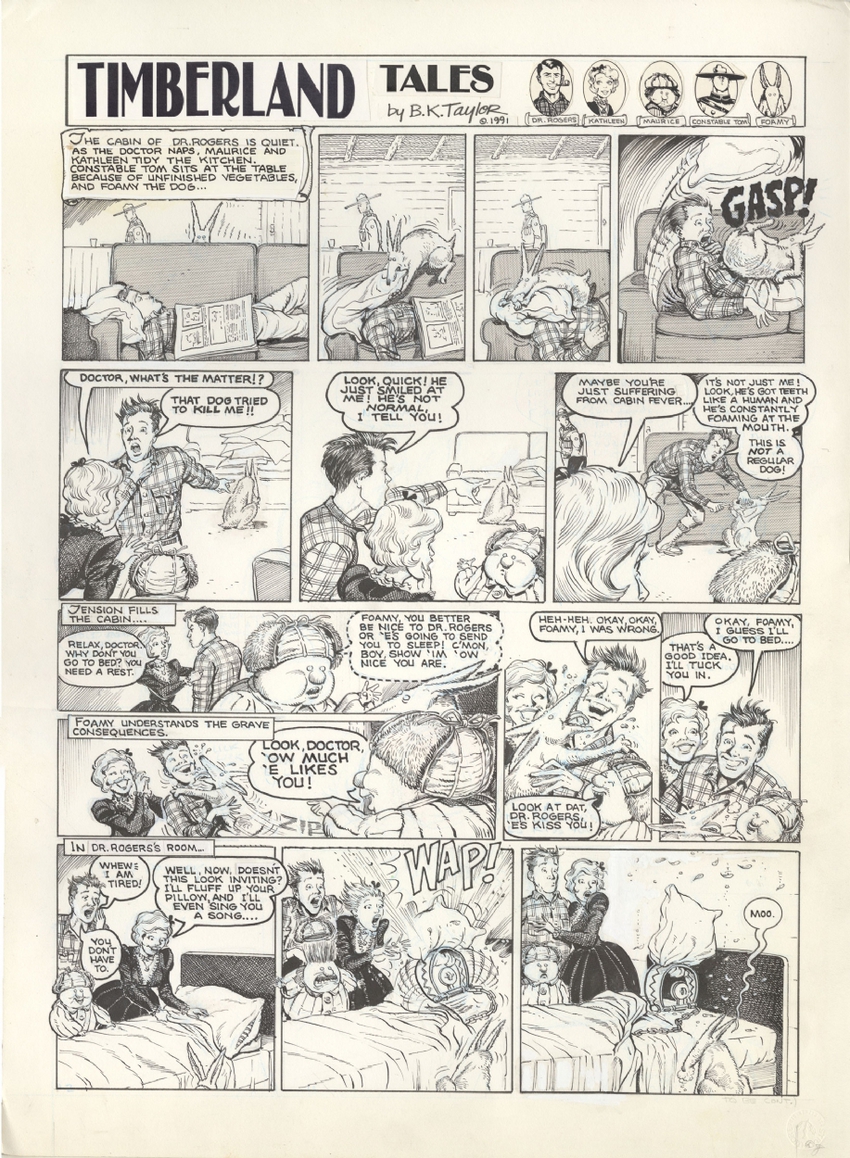 TIMBERLAND
TALES
by B.K. Taylor
© 1991
DR. ROGERS
KATHLEEN
MAURICE
CONSTABLE TOM
FOAMY
THE CABIN OF DR. ROGERS IS QUIET.
AS THE DOCTOR NAPS, MAURICE AND
KATHLEEN TIDY THE KITCHEN.
CONSTABLE TOM SITS AT THE TABLE
BECAUSE OF UNFINISHED VEGETABLES,
AND FOAMY THE DOG...
GASP!
DOCTOR, WHAT'S THE MATTER!?
THAT DOG TRIED
TO KILL ME!!
LOOK, QUICK! HE
JUST SMILED AT
ME! HE'S NOT
NORMAL,
I TELL YOU!
MAYBE YOU'RE
JUST SUFFERING
FROM CABIN FEVER....
IT'S NOT JUST ME!
LOOK, HE'S GOT TEETH
LIKE A HUMAN AND
HE'S CONSTANTLY
FOAMING AT THE
MOUTH.
THIS IS
NOT A
REGULAR
DOG!
TENSION FILLS
THE CABIN....
RELAX, DOCTOR.
WHY DON'T YOU
GO TO BED? YOU
NEED A REST.
FOAMY, YOU BETTER
BE NICE TO DR. ROGERS
OR 'E'S GOING TO SEND
YOU TO SLEEP! C'MON,
BOY, SHOW 'IM 'OW
NICE YOU ARE.
FOAMY UNDERSTANDS THE GRAVE
CONSEQUENCES.
LOOK, DOCTOR,
'OW MUCH
'E LIKES
YOU!
ZIP
HEH-HEH. OKAY, OKAY,
FOAMY, I WAS WRONG.
LOOK AT DAT,
DR. ROGERS,
'E'S KISS YOU!
OKAY, FOAMY,
I GUESS I'LL
GO TO BED....
THAT'S A
GOOD IDEA.
I'LL TUCK
YOU IN.
IN DR. ROGERS'S ROOM...
WHEW!
I AM
TIRED!
WELL, NOW. DOESN'T
THIS LOOK INVITING?
I'LL FLUFF UP YOUR
PILLOW, AND I'LL
EVEN SING YOU
A SONG....
YOU
DON'T
HAVE
TO.
WAP!
MOO.
TO BE CONT.